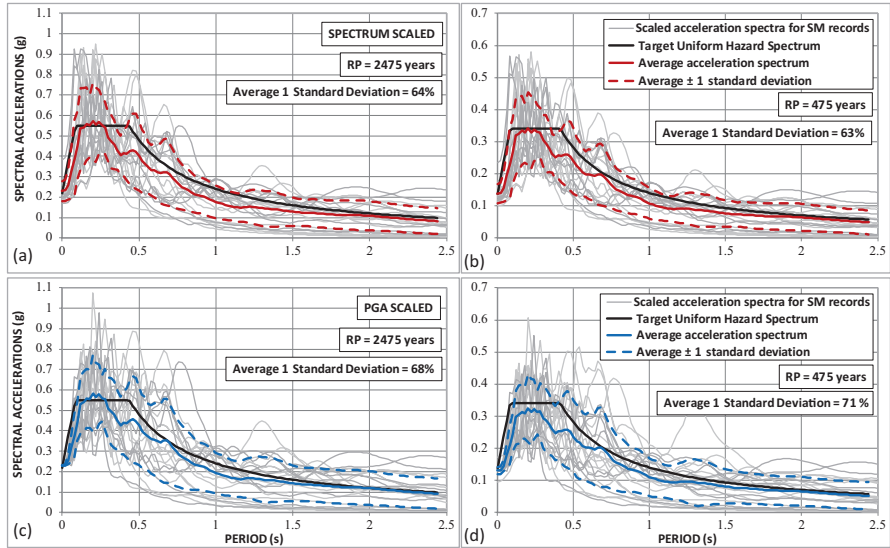 SPECTRAL ACCELERATIONS (g)
1.1
1
0.9
0.8
0.7
0.6
0.5
0.4
0.3
0.2
0.1
0
SPECTRUM SCALED
RP = 2475 years
Average 1 Standard Deviation = 64%
(a)
0
0.5
1
1.5
2
2.5
0.7
0.6
0.5
0.4
0.3
0.2
0.1
0
Scaled acceleration spectra for SM records
Target Uniform Hazard Spectrum
Average acceleration spectrum
Average ± 1 standard deviation
RP = 475 years
Average 1 Standard Deviation = 63%
(b)
0
0.5
1
1.5
2
2.5
SPECTRAL ACCELERATIONS (g)
1.1
1
0.9
0.8
0.7
0.6
0.5
0.4
0.3
0.2
0.1
0
PGA SCALED
RP = 2475 years
Average 1 Standard Deviation = 68%
(c)
0
0.5
1
1.5
2
2.5
PERIOD (s)
0.7
0.6
0.5
0.4
0.3
0.2
0.1
0
Scaled acceleration spectra for SM records
Target Uniform Hazard Spectrum
Average acceleration spectrum
Average ± 1 standard deviation
RP = 475 years
Average 1 Standard Deviation = 71 %
(d)
0
0.5
1
1.5
2
2.5
PERIOD (s)